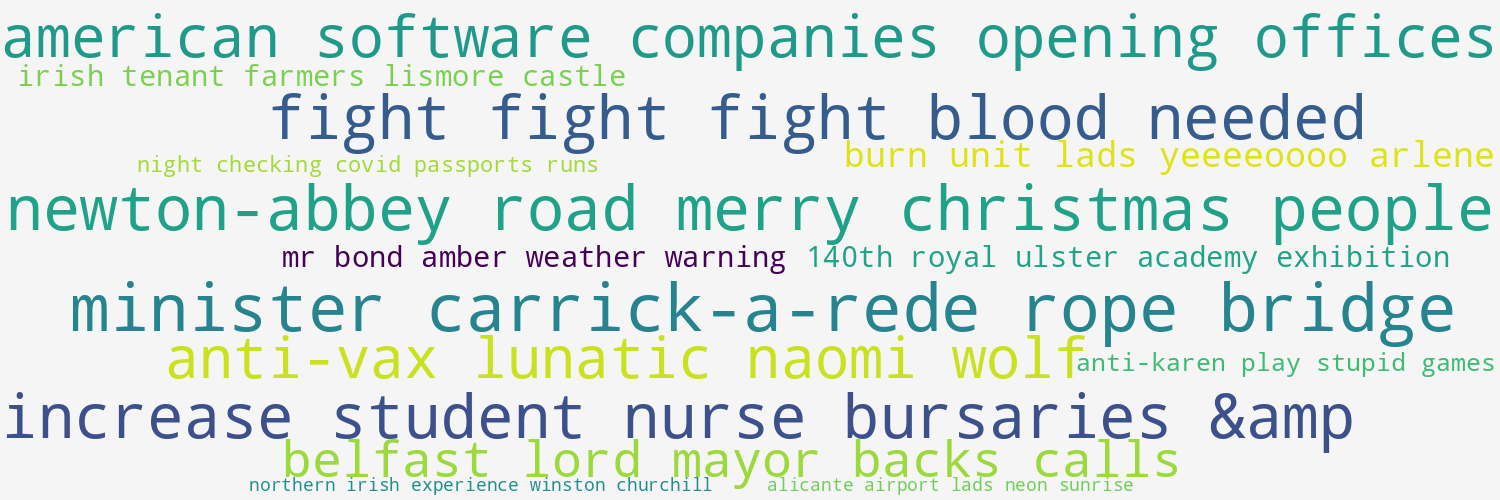 american software companies opening offices
irish tenant farmers lismore castle
fight fight fight blood needed
burn unit lads yeeeeoooo arlene
night checking covid passports runs
newton-abbey road merry christmas people
mr bond amber weather warning
140th royal ulster academy exhibition
minister carrick-a-rede rope bridge
anti-vax lunatic naomi wolf
anti-karen play stupid games
increase student nurse bursaries &amp
belfast lord mayor backs calls
northern irish experience winston churchill
alicante airport lads neon sunrise